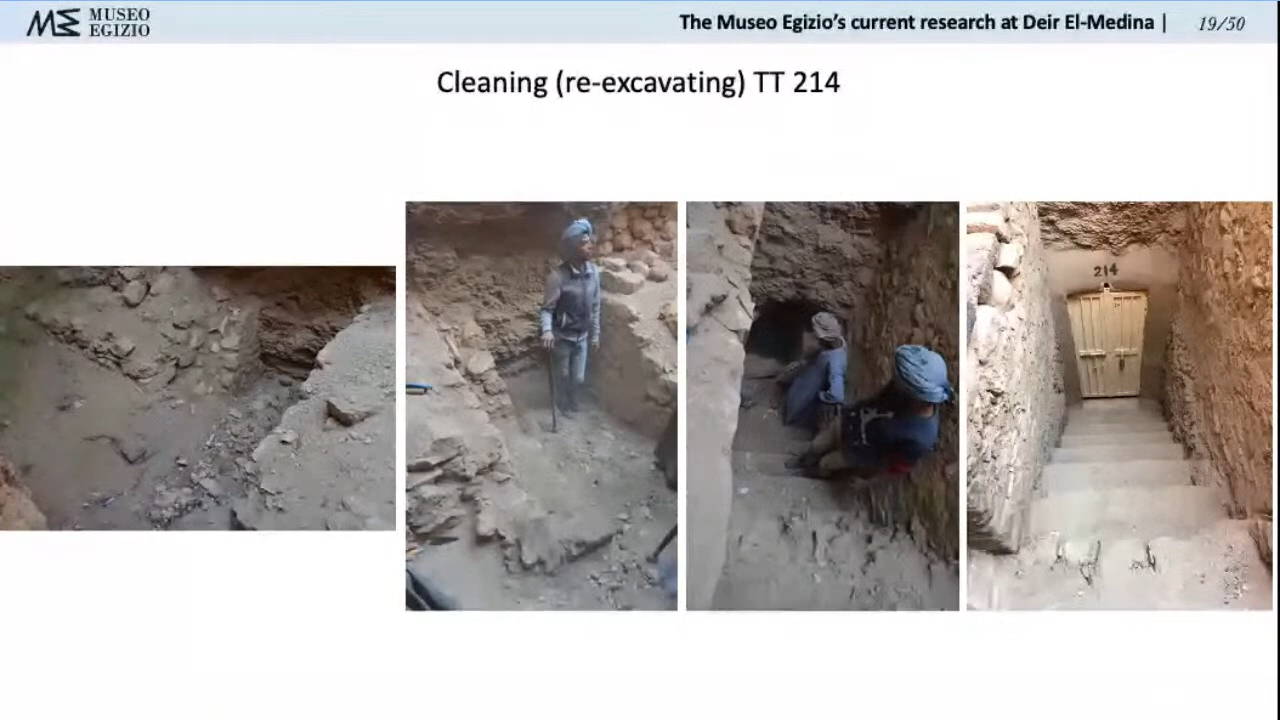 MUSEO
EGIZIO
The Museo Egizio's current research at Deir El-Medina |
19/50
Cleaning (re-excavating) TT 214
214